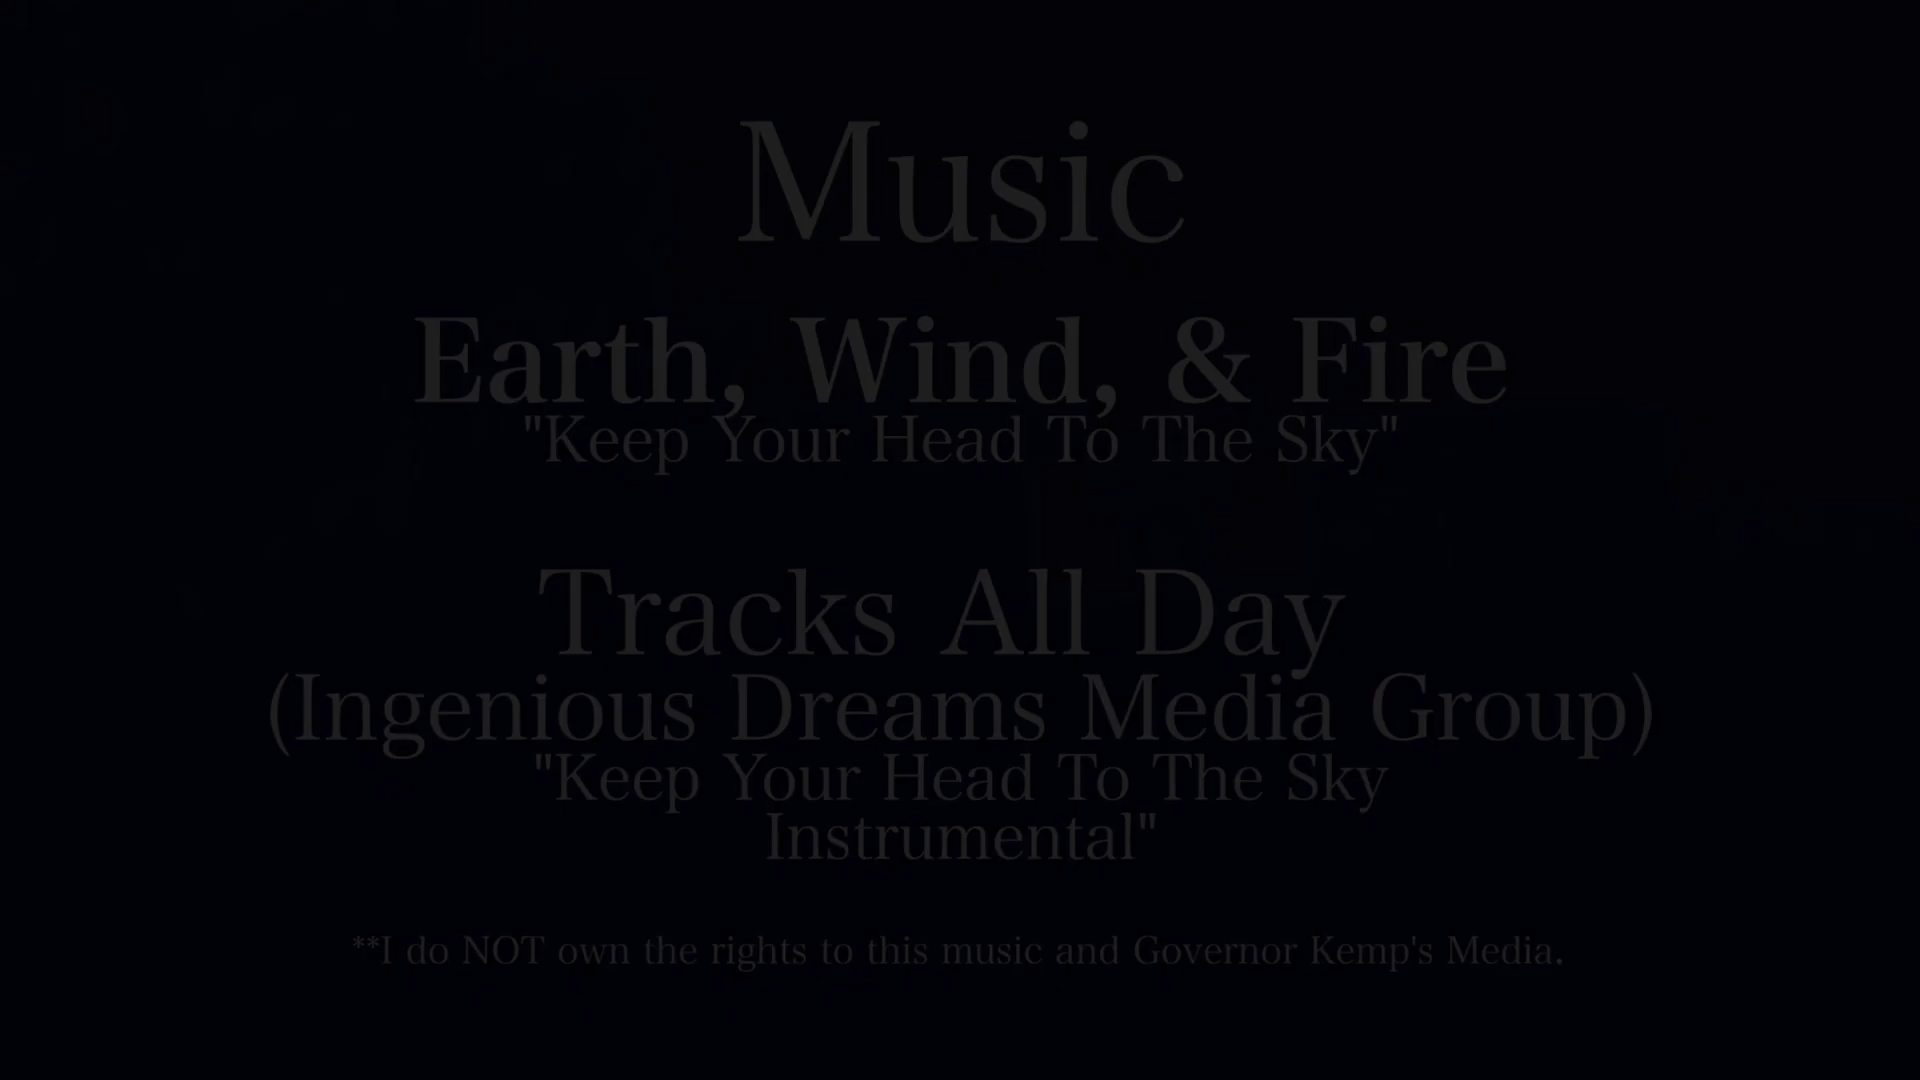 Music
Earth, Wind, & Fire
"Keep Your Head To The Sky"
Tracks All Day
(Ingenious Dreams Media Group)
"Keep Your Head To The Sky
Instrumental"
**I do NOT own the rights to this music and Governor Kemp's Media.